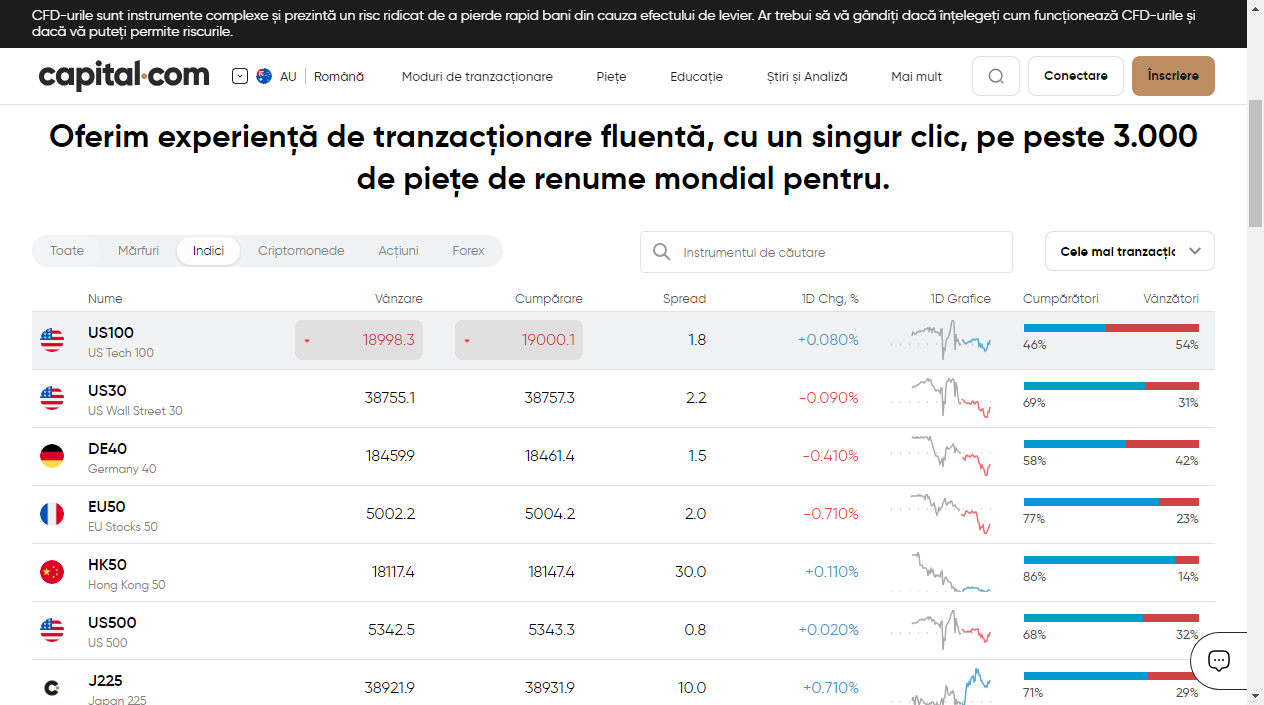 CFD-urile sunt instrumente complexe și prezintă un risc ridicat de a pierde rapid bani din cauza efectului de levier. Ar trebui să vă gândiți dacă înțelegeți cum funcționează CFD-urile și
dacă vă puteți permite riscurile.
capital.com AU Română Moduri de tranzacționare Piețe Educație Știri și Analiză Mai mult Conectare Înscriere
Oferim experiență de tranzacționare fluentă, cu un singur clic, pe peste 3.000
de piețe de renume mondial pentru.
Toate Mărfuri Indici Criptomonede Acțiuni Forex Instrumentul de căutare Cele mai tranzacțic
Nume Vânzare Cumpărare Spread 1D Chg, % 1D Grafice Cumpărători Vânzători
US100 18998.3 19000.1 1.8 +0.080%
US Tech 100 46% 54%
US30 38755.1 38757.3 2.2 -0.090%
US Wall Street 30 69% 31%
DE40 18459.9 18461.4 1.5 -0.410%
Germany 40 58% 42%
EU50 5002.2 5004.2 2.0 -0.710%
EU Stocks 50 77% 23%
HK50 18117.4 18147.4 30.0 +0.110%
Hong Kong 50 86% 14%
US500 5342.5 5343.3 0.8 +0.020%
US 500 68% 32%
J225 38921.9 38931.9 10.0 +0.710%
Japan 225 71% 29%